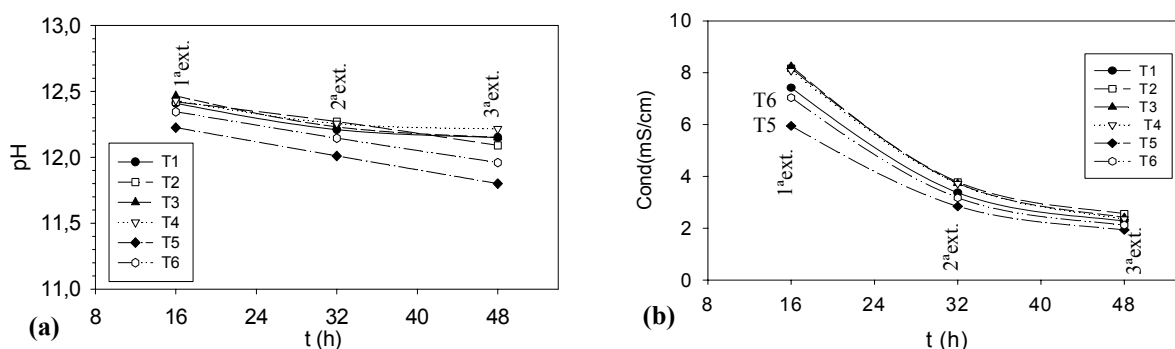 13,0
12,5
12,0
11,5
11,0
pH
1ªext.
2ªext.
3ªext.
T1
T2
T3
T4
T5
T6
8 16 24 32 40 48
t (h)
(a)
10
8
6
4
2
0
Cond(mS/cm)
T6
T5
1ªext.
2ªext.
3ªext.
T1
T2
T3
T4
T5
T6
8 16 24 32 40 48
t (h)
(b)